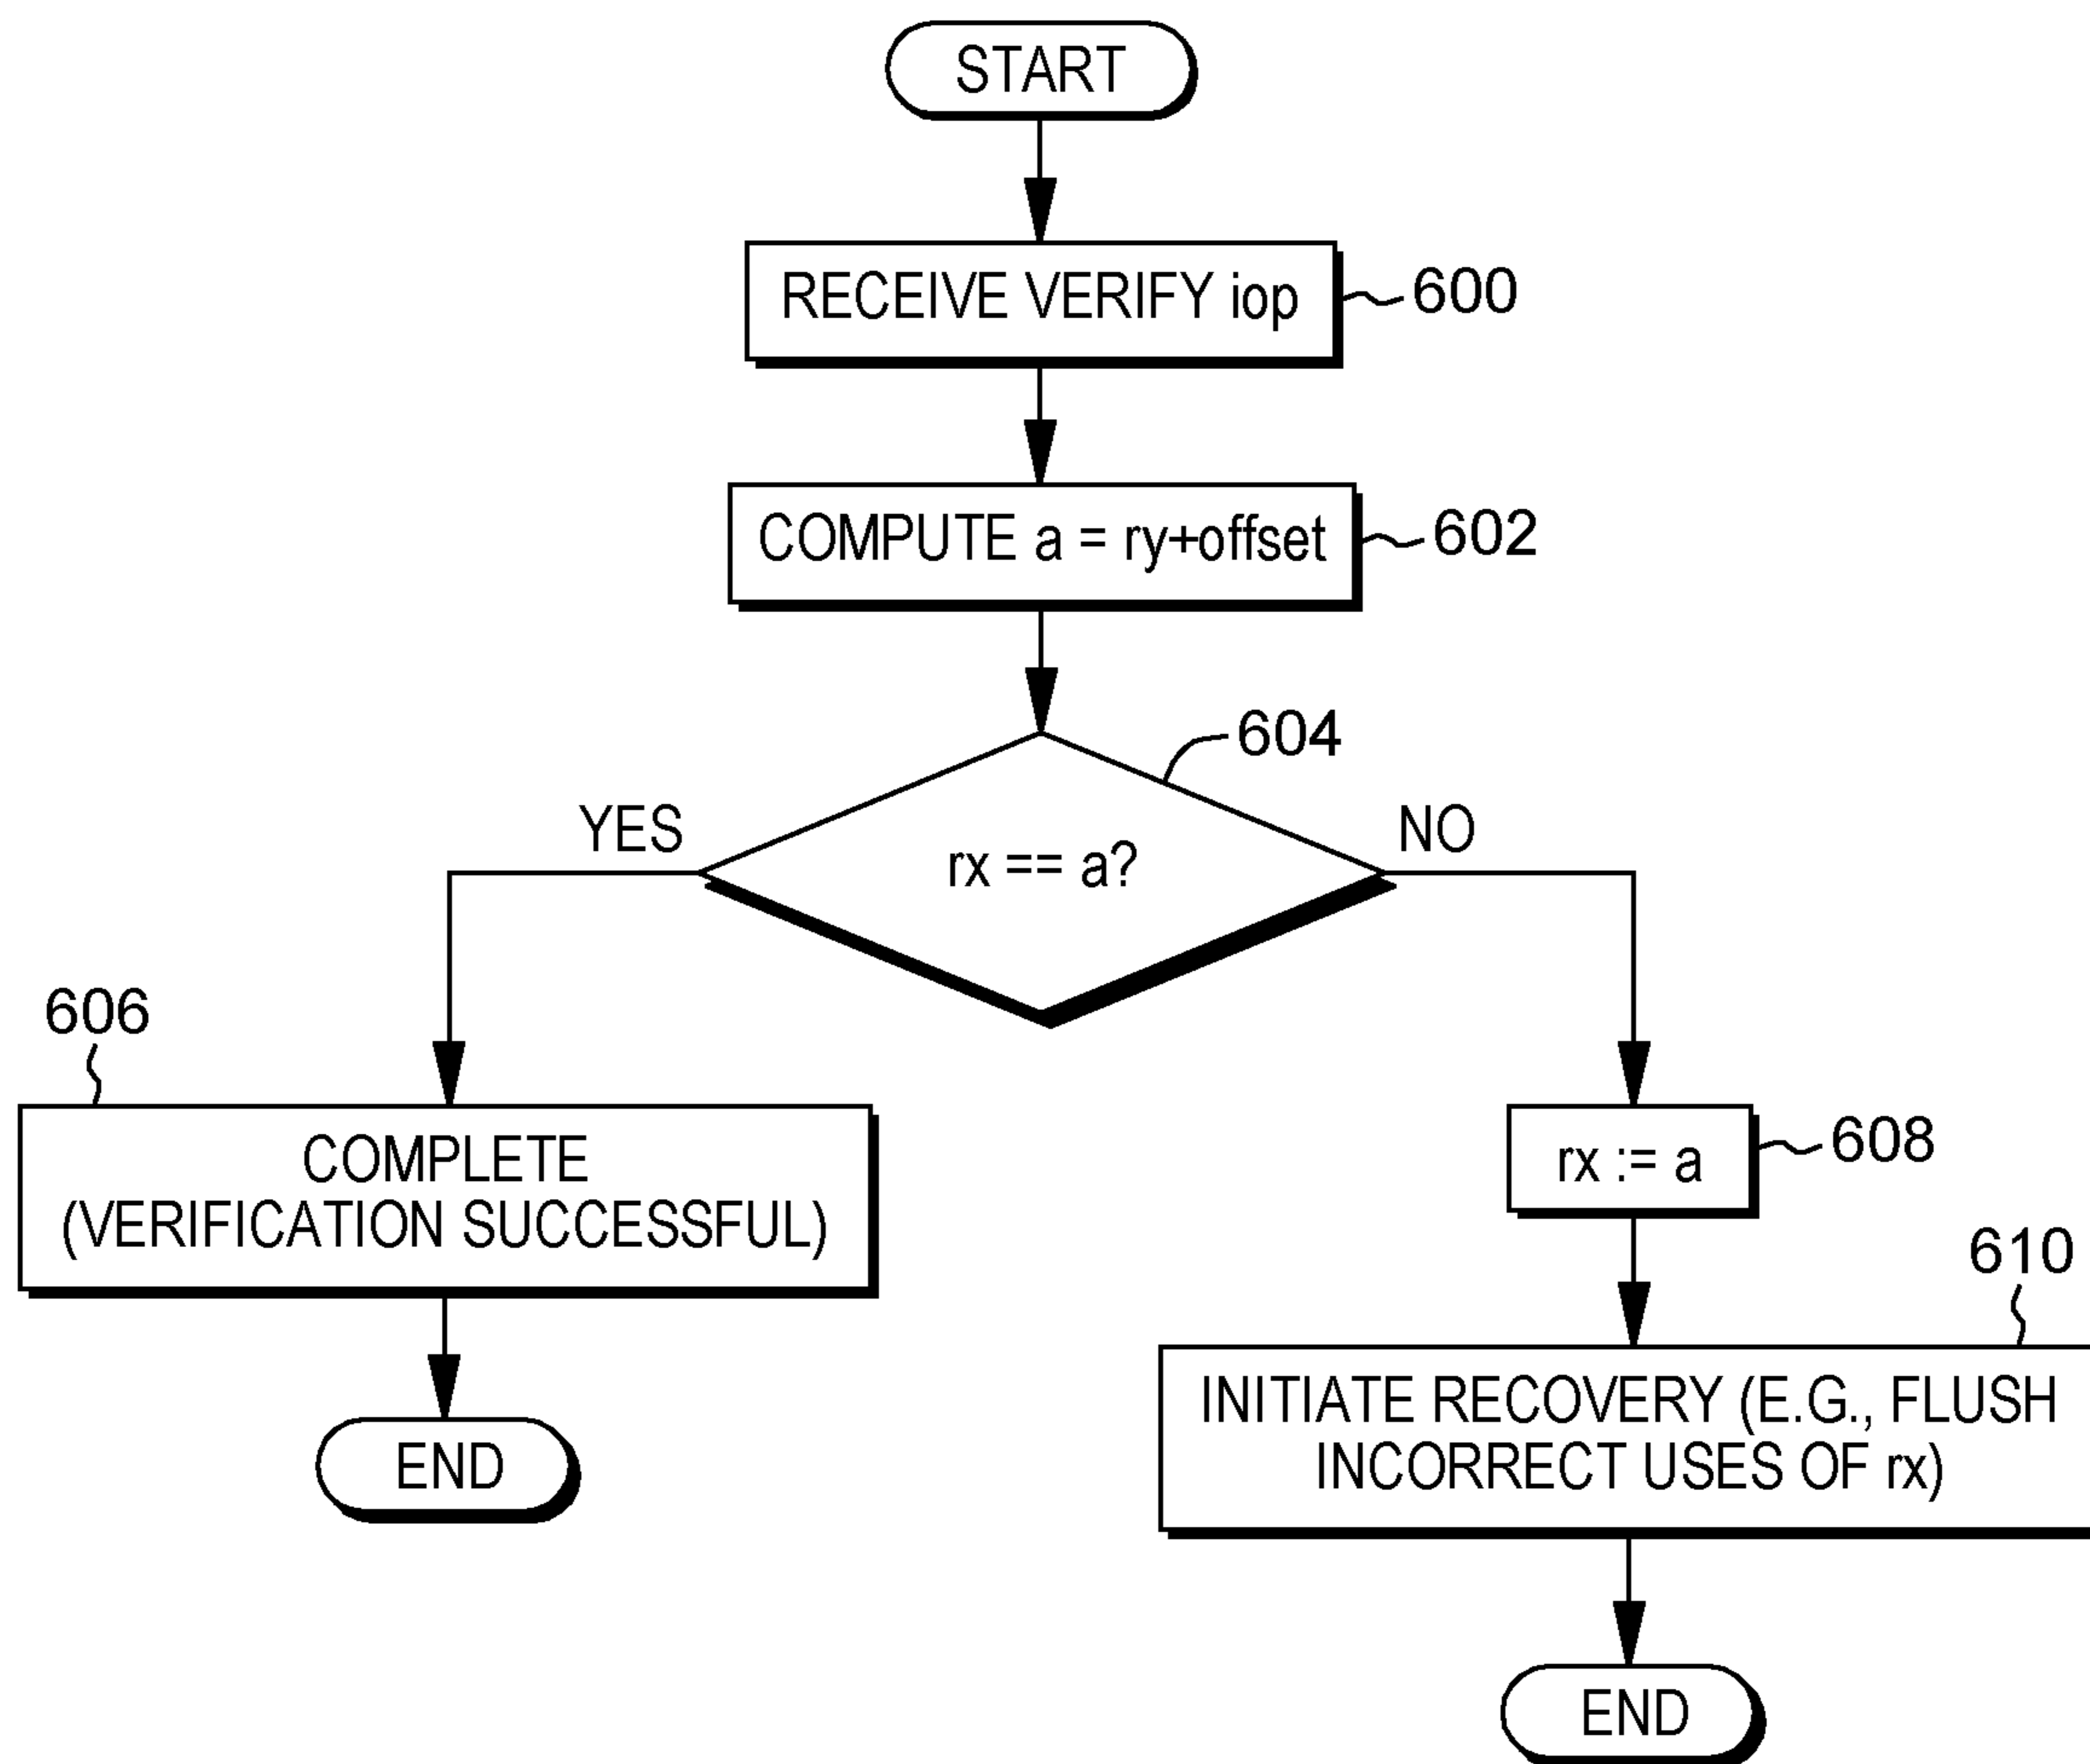 START
RECEIVE VERIFY iop
600
COMPUTE a = ry+offset
602
604
YES
NO
rx == a?
606
COMPLETE
(VERIFICATION SUCCESSFUL)
rx := a
608
610
INITIATE RECOVERY (E.G., FLUSH
INCORRECT USES OF rx)
END
END